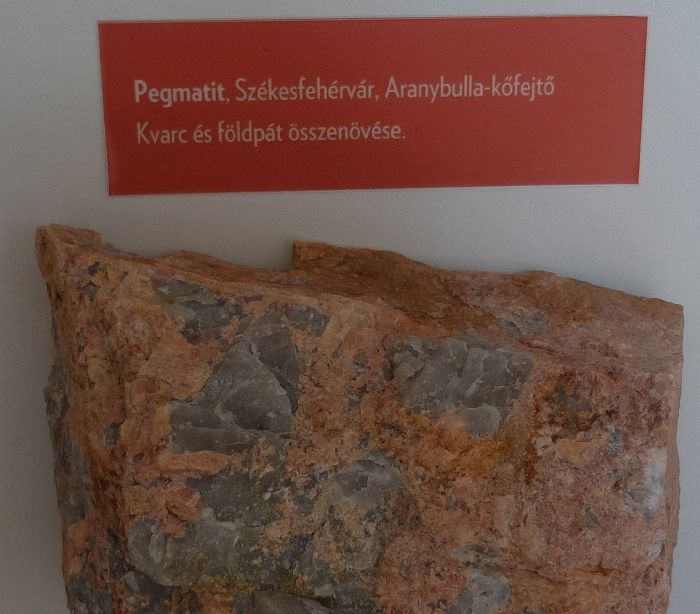 Pegmatit, Székesfehérvár, Aranybulla-kőfejtő
Kvarc és földpát összenövése.